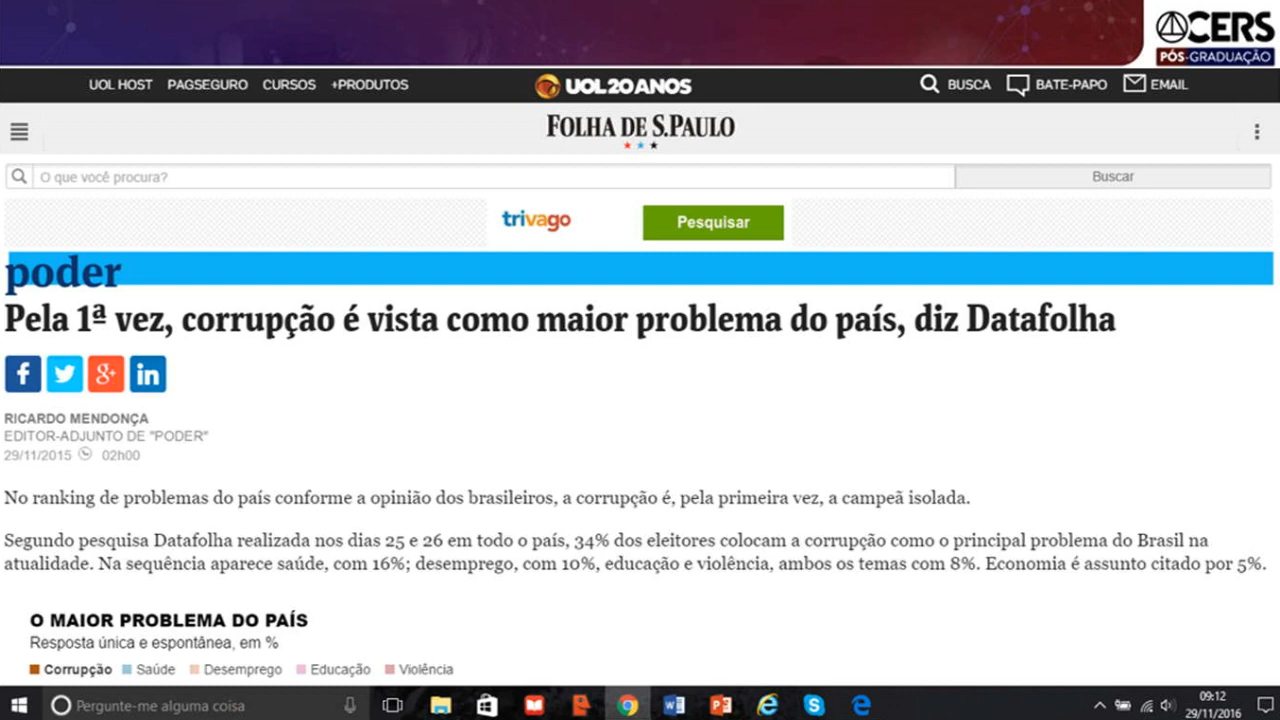 CERS
PÓS-GRADUAÇÃO
UOL HOST PAGSEGURO CURSOS +PRODUTOS UOL 20 ANOS BUSCA BATE-PAPO EMAIL
FOLHA DE S.PAULO
O que você procura? Buscar
trivago Pesquisar
poder
Pela 1ª vez, corrupção é vista como maior problema do país, diz Datafolha
RICARDO MENDONÇA
EDITOR-ADJUNTO DE "PODER"
29/11/2015 02h00
No ranking de problemas do país conforme a opinião dos brasileiros, a corrupção é, pela primeira vez, a campeã isolada.
Segundo pesquisa Datafolha realizada nos dias 25 e 26 em todo o país, 34% dos eleitores colocam a corrupção como o principal problema do Brasil na
atualidade. Na sequência aparece saúde, com 16%; desemprego, com 10%, educação e violência, ambos os temas com 8%. Economia é assunto citado por 5%.
O MAIOR PROBLEMA DO PAÍS
Resposta única e espontânea, em %
Corrupção Saúde Desemprego Educação Violência
Pergunte-me alguma coisa 09:12
29/11/2016